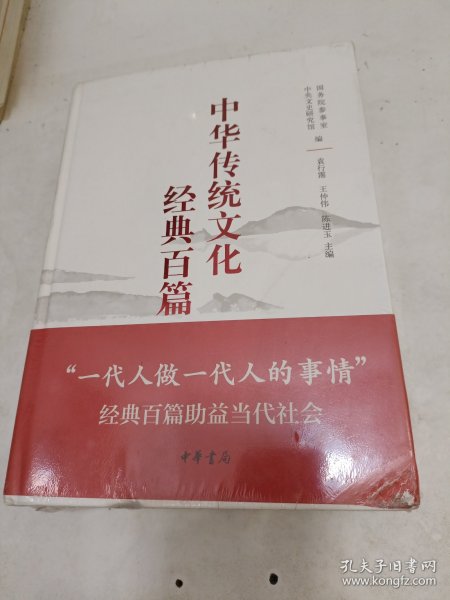 国务院参事室
中央文史研究馆
编
袁行霈 王仲伟 陈进玉 主编
中华传统文化
经典百篇
“一代人做一代人的事情”
经典百篇助益当代社会
中華書局
孔夫子旧书网
www.kongfz.com